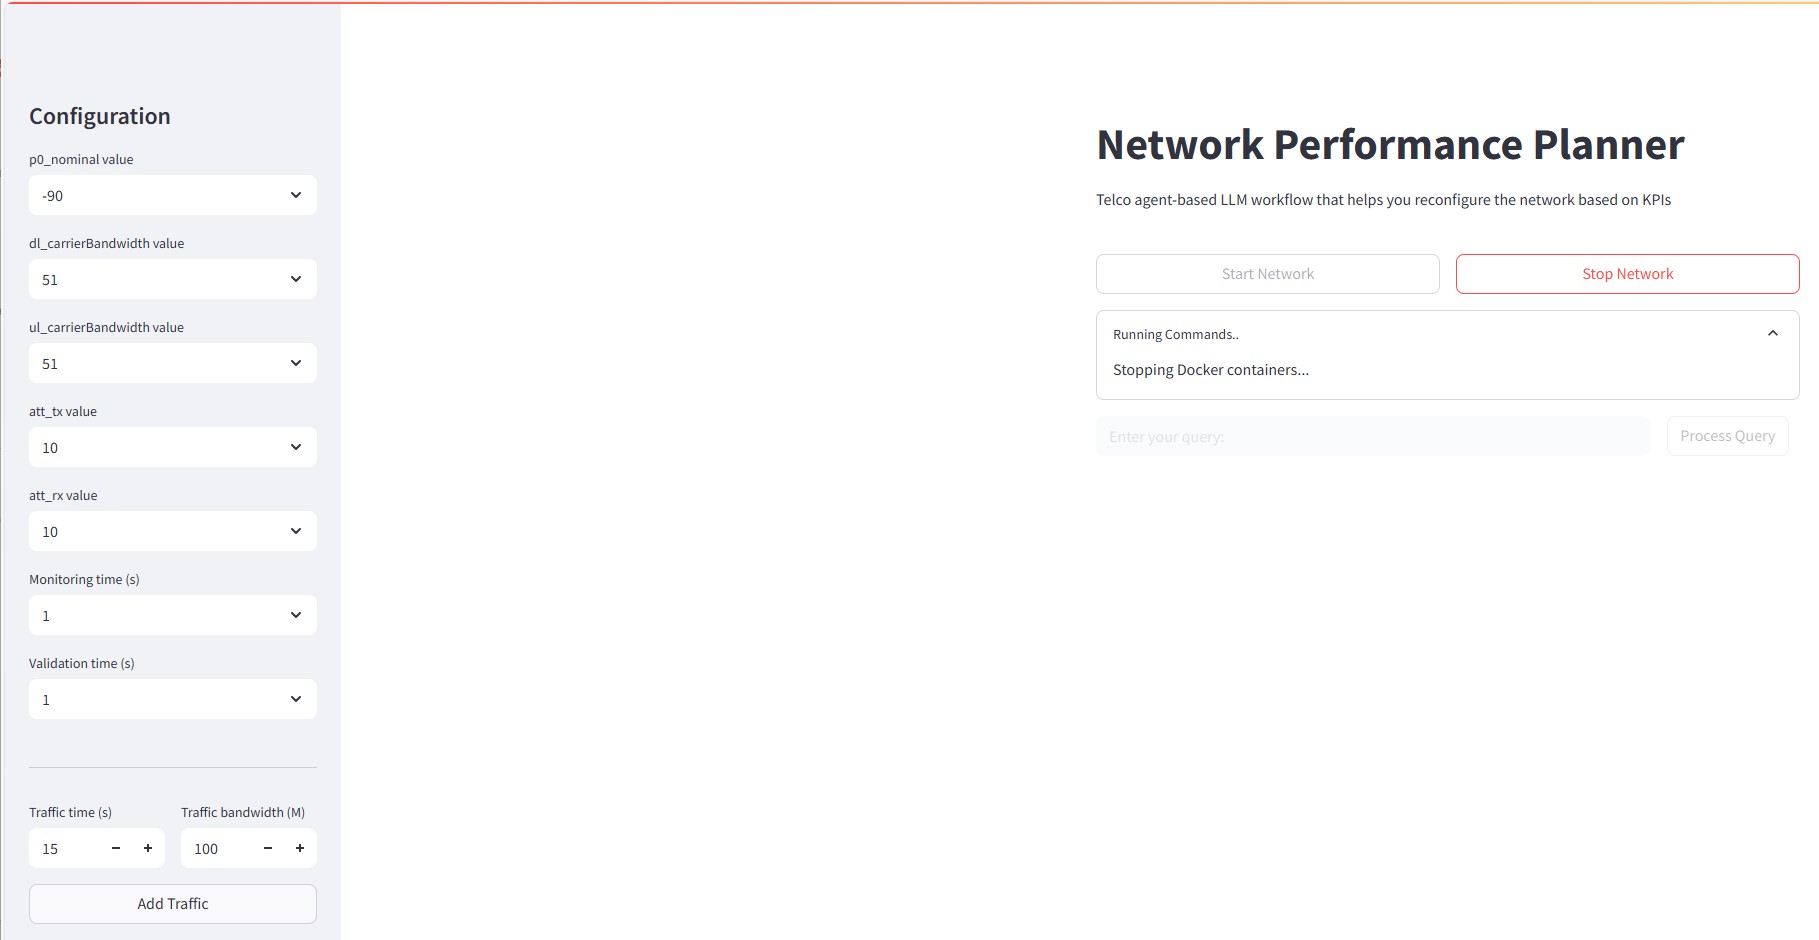 Configuration
p0_nominal value
-90
dl_carrierBandwidth value
51
ul_carrierBandwidth value
51
att_tx value
10
att_rx value
10
Monitoring time (s)
1
Validation time (s)
1
Traffic time (s) Traffic bandwidth (M)
15 - + 100 - +
Add Traffic
Network Performance Planner
Telco agent-based LLM workflow that helps you reconfigure the network based on KPIs
Start Network Stop Network
Running Commands..
Stopping Docker containers...
Enter your query: Process Query